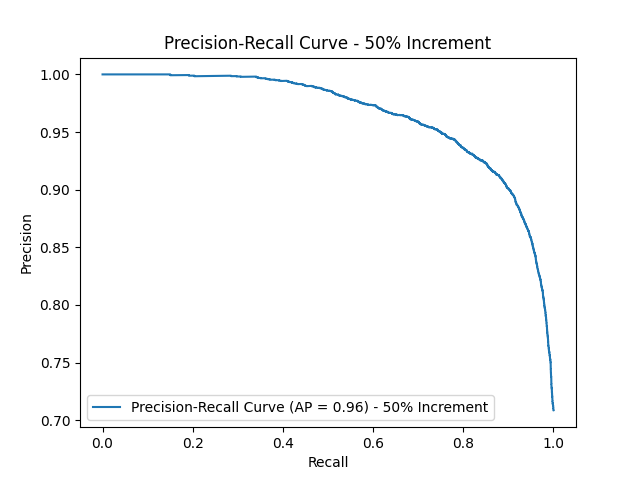 Precision-Recall Curve - 50% Increment
1.00
0.95
0.90
0.85
0.80
0.75
0.70
Precision
Precision-Recall Curve (AP = 0.96) - 50% Increment
0.0 0.2 0.4 0.6 0.8 1.0
Recall